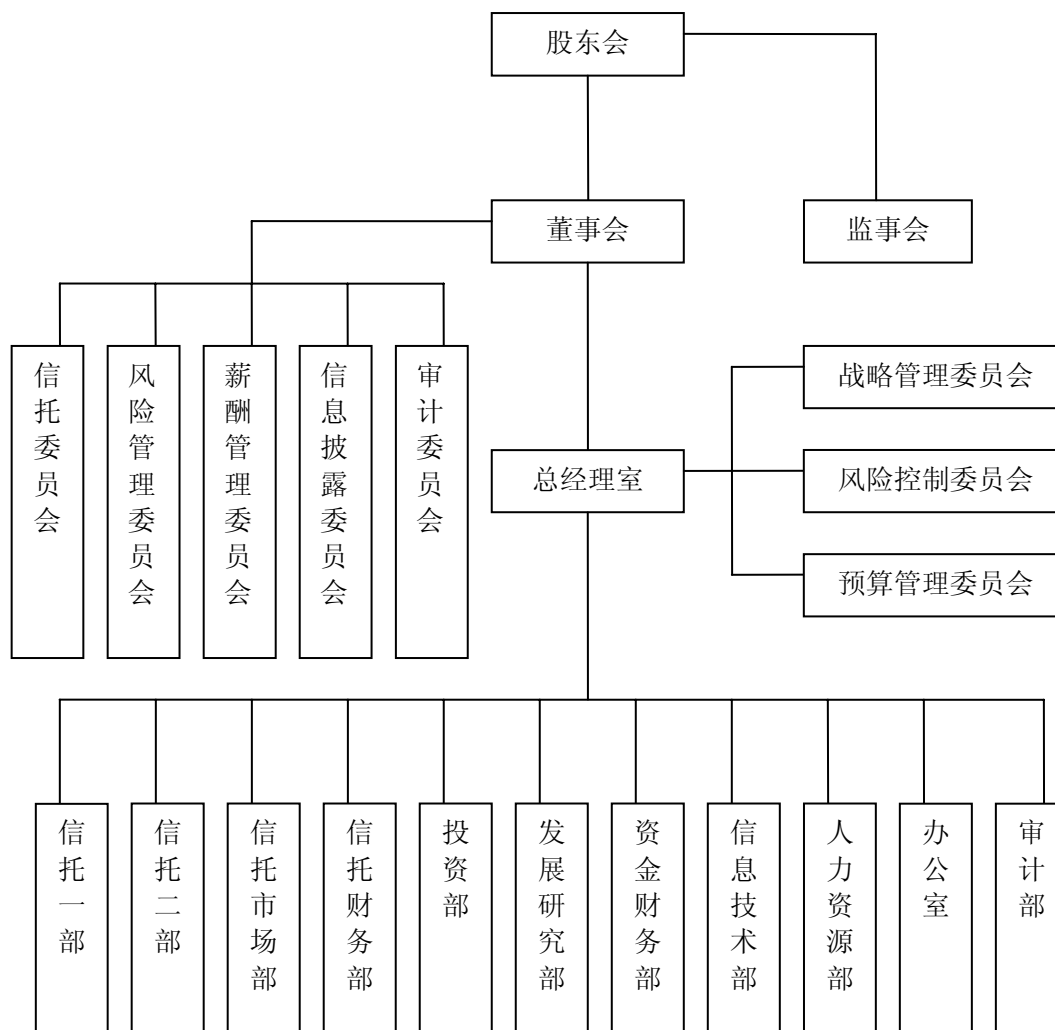 股东会
董事会
监事会
信托委员会
风险管理委员会
薪酬管理委员会
信息披露委员会
审计委员会
战略管理委员会
总经理室
风险控制委员会
预算管理委员会
信托一部
信托二部
信托市场部
信托财务部
投资部
发展研究部
资金财务部
信息技术部
人力资源部
办公室
审计部